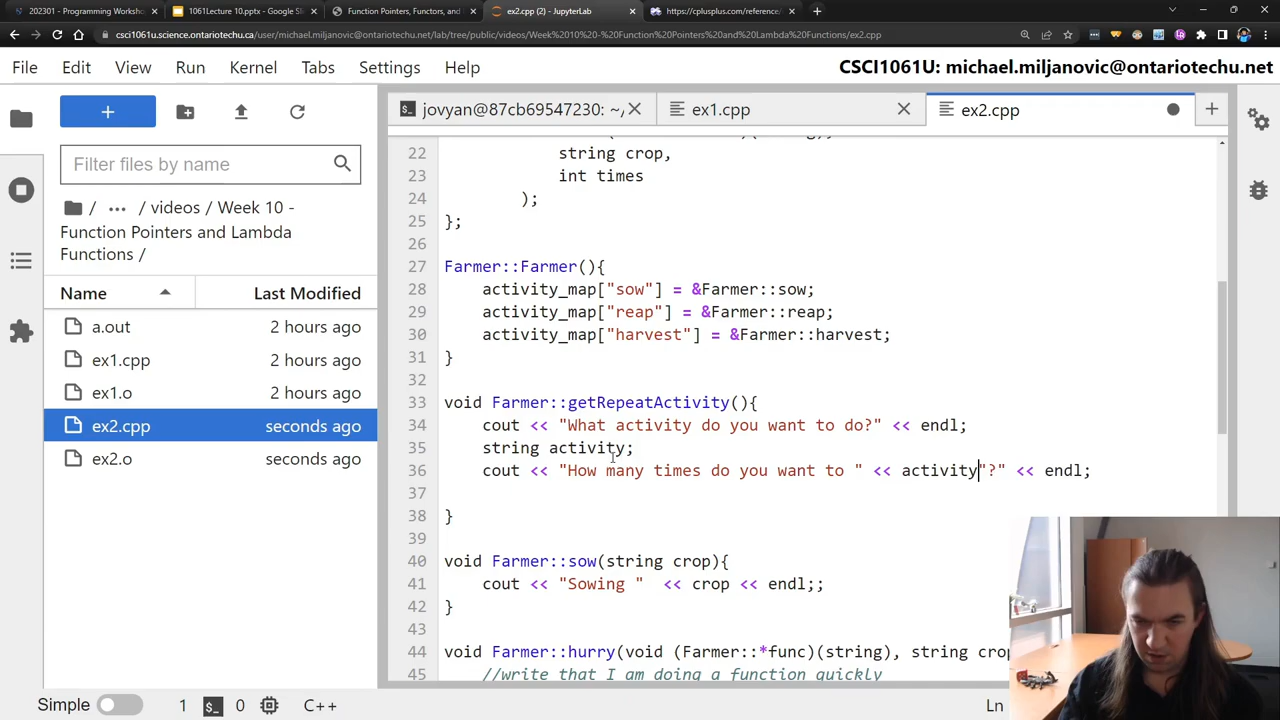 202301 - Programming Worksh
1061Lecture 10.pptx - Google Sl
Function Pointers, Functors, and
ex2.cpp (2) - JupyterLab
https://cplusplus.com/reference/
csci1061u.science.ontariotechu.ca/user/michael.miljanovic@ontariotechu.net/lab/tree/public/videos/Week%2010%20-%20Function%20Pointers%20and%20Lambda%20Functions/ex2.cpp
File Edit View Run Kernel Tabs Settings Help
CSCI1061U: michael.miljanovic@ontariotechu.net
jovyan@87cb69547230: ~/
ex1.cpp
ex2.cpp
Filter files by name
/ ... / videos / Week 10 -
Function Pointers and Lambda
Functions /
Name Last Modified
a.out 2 hours ago
ex1.cpp 2 hours ago
ex1.o 2 hours ago
ex2.cpp seconds ago
ex2.o seconds ago
22 string crop,
23 int times
24 );
25 };
26
27 Farmer::Farmer(){
28 activity_map["sow"] = &Farmer::sow;
29 activity_map["reap"] = &Farmer::reap;
30 activity_map["harvest"] = &Farmer::harvest;
31 }
32
33 void Farmer::getRepeatActivity(){
34 cout << "What activity do you want to do?" << endl;
35 string activity;
36 cout << "How many times do you want to " << activity"?" << endl;
37
38 }
39
40 void Farmer::sow(string crop){
41 cout << "Sowing "  << crop << endl;;
42 }
43
44 void Farmer::hurry(void (Farmer::*func)(string), string crop
45 //write that I am doing a function quickly
Simple 1 0 C++
Ln